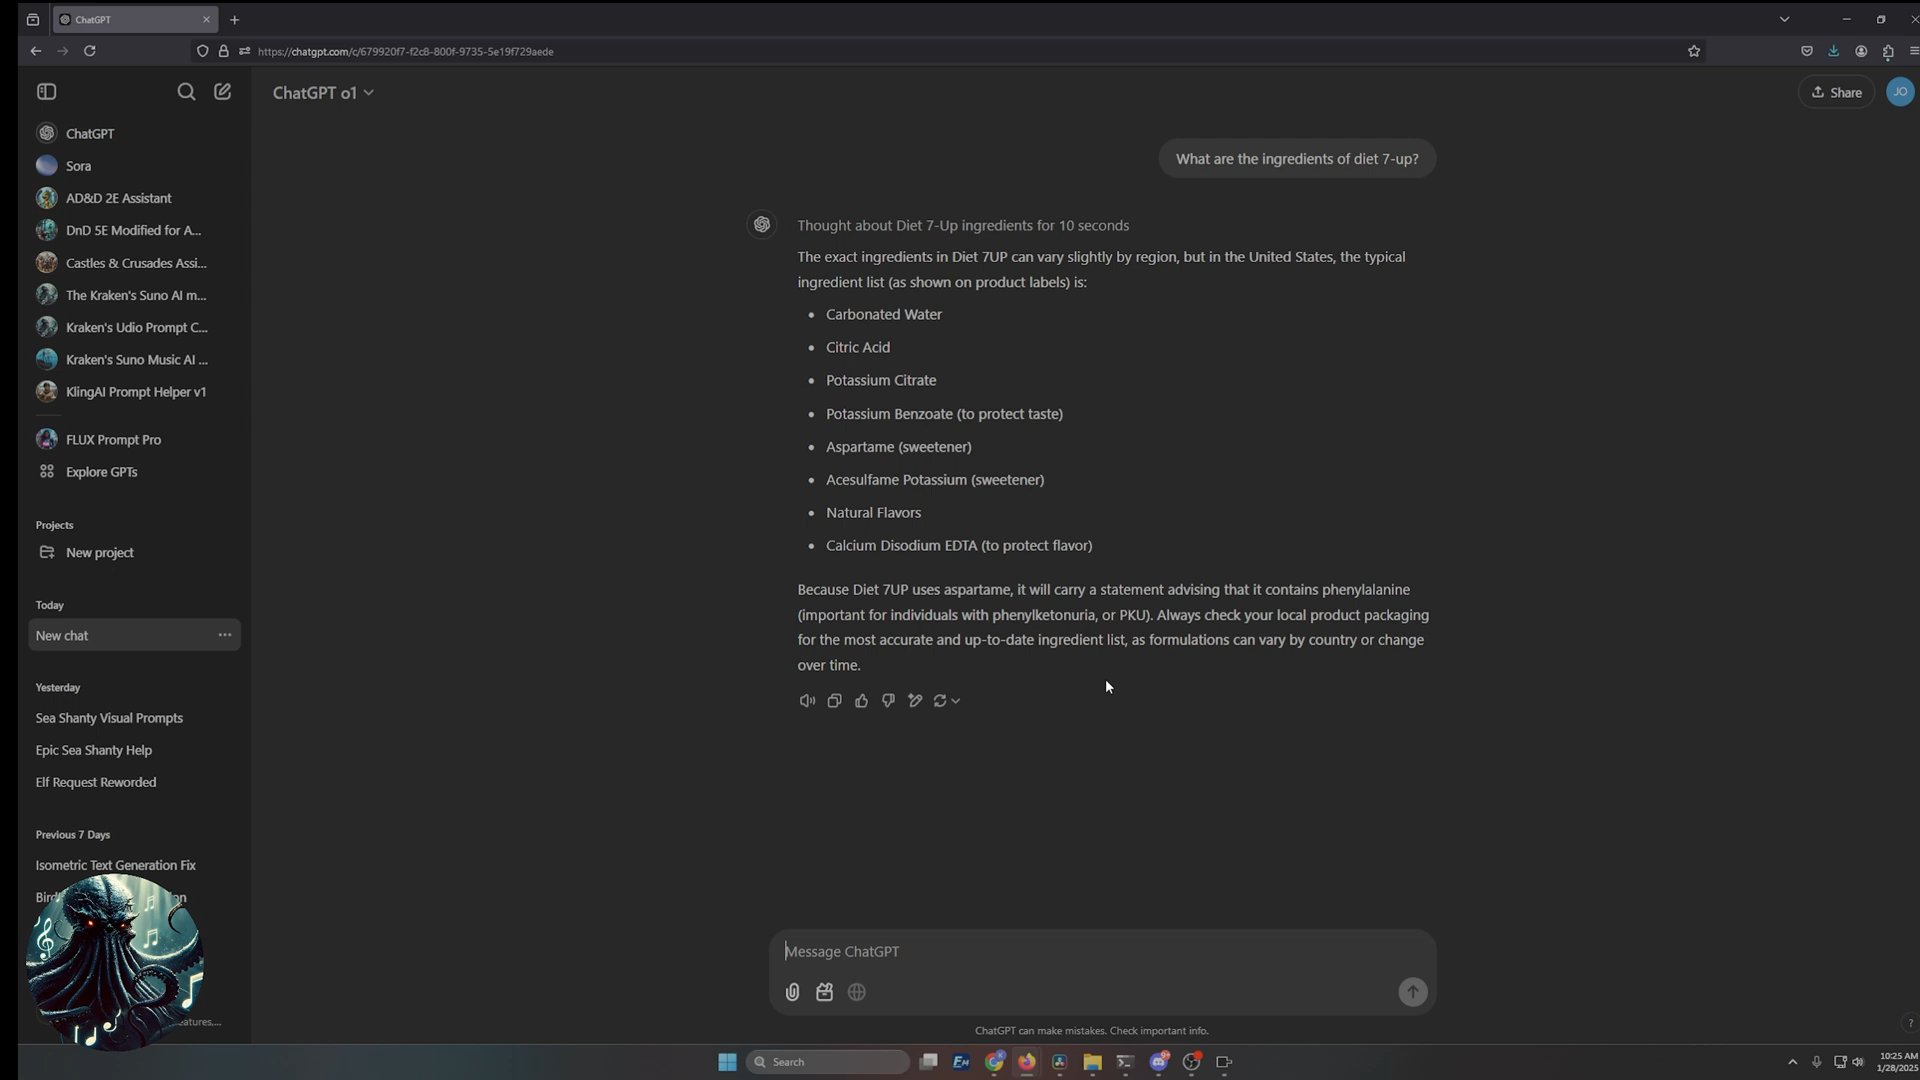 ChatGPT
https://chatgpt.com/c/679920f7-f2c8-800f-9735-5e19f729aede
ChatGPT o1
Share
JO
ChatGPT
Sora
AD&D 2E Assistant
DnD 5E Modified for A...
Castles & Crusades Assi...
The Kraken's Suno AI m...
Kraken's Udio Prompt C...
Kraken's Suno Music AI ...
KlingAI Prompt Helper v1
FLUX Prompt Pro
Explore GPTs
Projects
New project
Today
New chat
Yesterday
Sea Shanty Visual Prompts
Epic Sea Shanty Help
Elf Request Reworded
Previous 7 Days
Isometric Text Generation Fix
What are the ingredients of diet 7-up?
Thought about Diet 7-Up ingredients for 10 seconds
The exact ingredients in Diet 7UP can vary slightly by region, but in the United States, the typical
ingredient list (as shown on product labels) is:
• Carbonated Water
• Citric Acid
• Potassium Citrate
• Potassium Benzoate (to protect taste)
• Aspartame (sweetener)
• Acesulfame Potassium (sweetener)
• Natural Flavors
• Calcium Disodium EDTA (to protect flavor)
Because Diet 7UP uses aspartame, it will carry a statement advising that it contains phenylalanine
(important for individuals with phenylketonuria, or PKU). Always check your local product packaging
for the most accurate and up-to-date ingredient list, as formulations can vary by country or change
over time.
Message ChatGPT
ChatGPT can make mistakes. Check important info.
?
Search
10:25 AM
1/28/2025